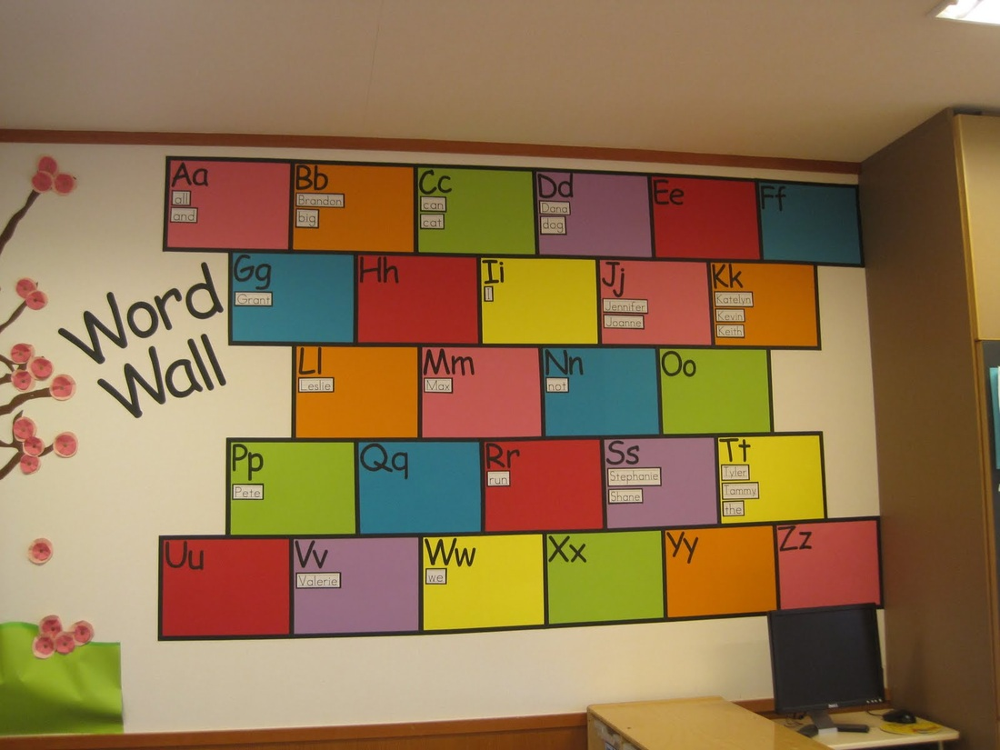 Word
Wall
Aa
all
and
Bb
Brandon
big
Cc
can
cat
Dd
Dana
dog
Ee
Ff
Gg
Grant
Hh
Ii
I
Jj
Jennifer
Joanne
Kk
Katelyn
Kevin
Keith
Ll
Leslie
Mm
Max
Nn
not
Oo
Pp
Pete
Qq
Rr
run
Ss
Stephanie
Shane
Tt
Tyler
Tammy
the
Uu
Vv
Valerie
Ww
we
Xx
Yy
Zz
DELL